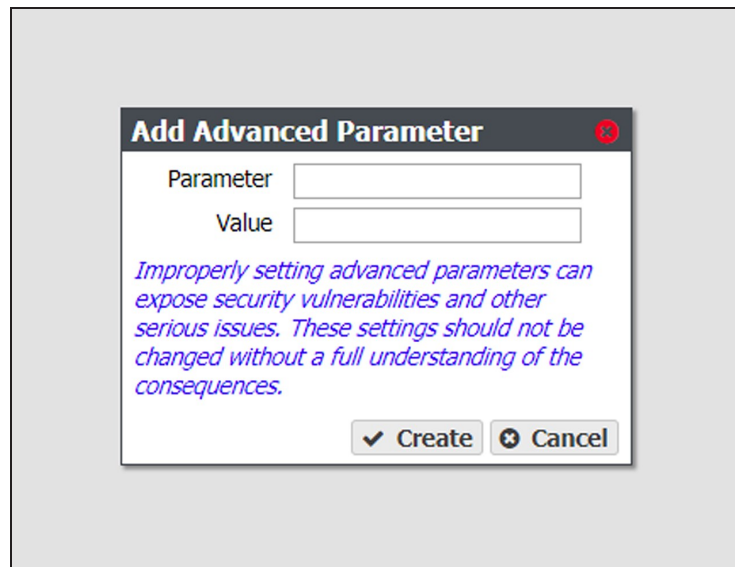 Add Advanced Parameter
Parameter
Value
Improperly setting advanced parameters can
expose security vulnerabilities and other
serious issues. These settings should not be
changed without a full understanding of the
consequences.
Create Cancel